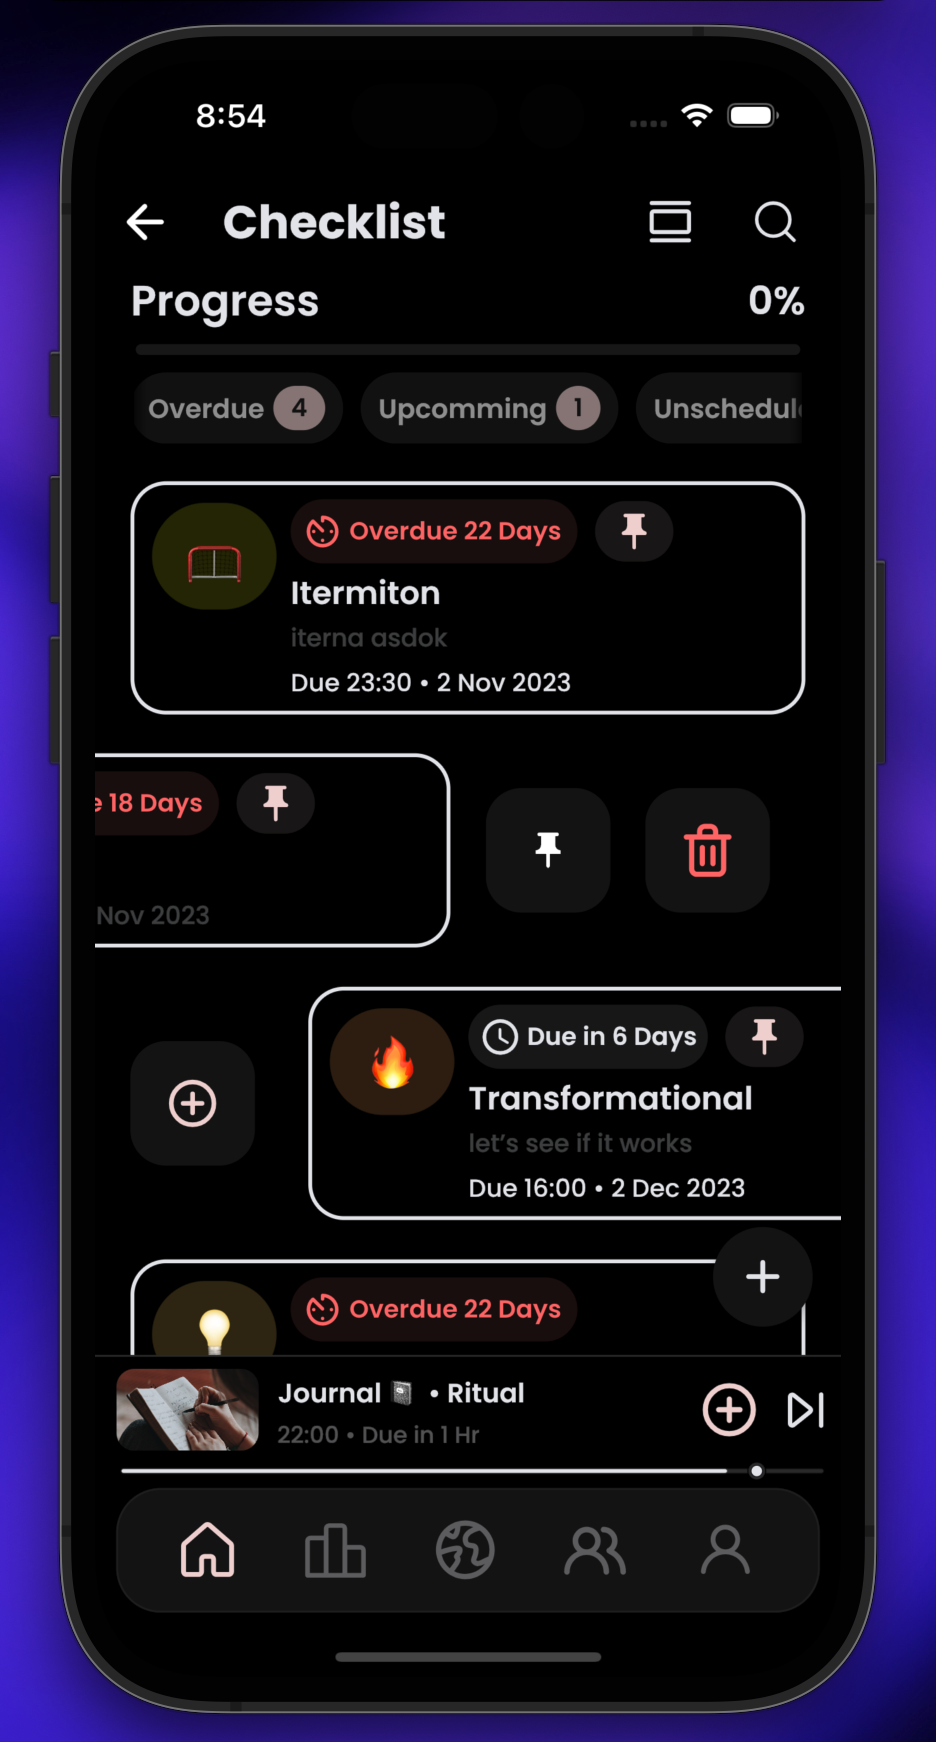 8:54
Checklist
Progress 0%
Overdue 4 Upcomming 1 Unschedul
Overdue 22 Days
Itermiton
iterna asdok
Due 23:30 • 2 Nov 2023
e 18 Days
Nov 2023
Due in 6 Days
Transformational
let's see if it works
Due 16:00 • 2 Dec 2023
Overdue 22 Days
Journal 📓 • Ritual
22:00 • Due in 1 Hr